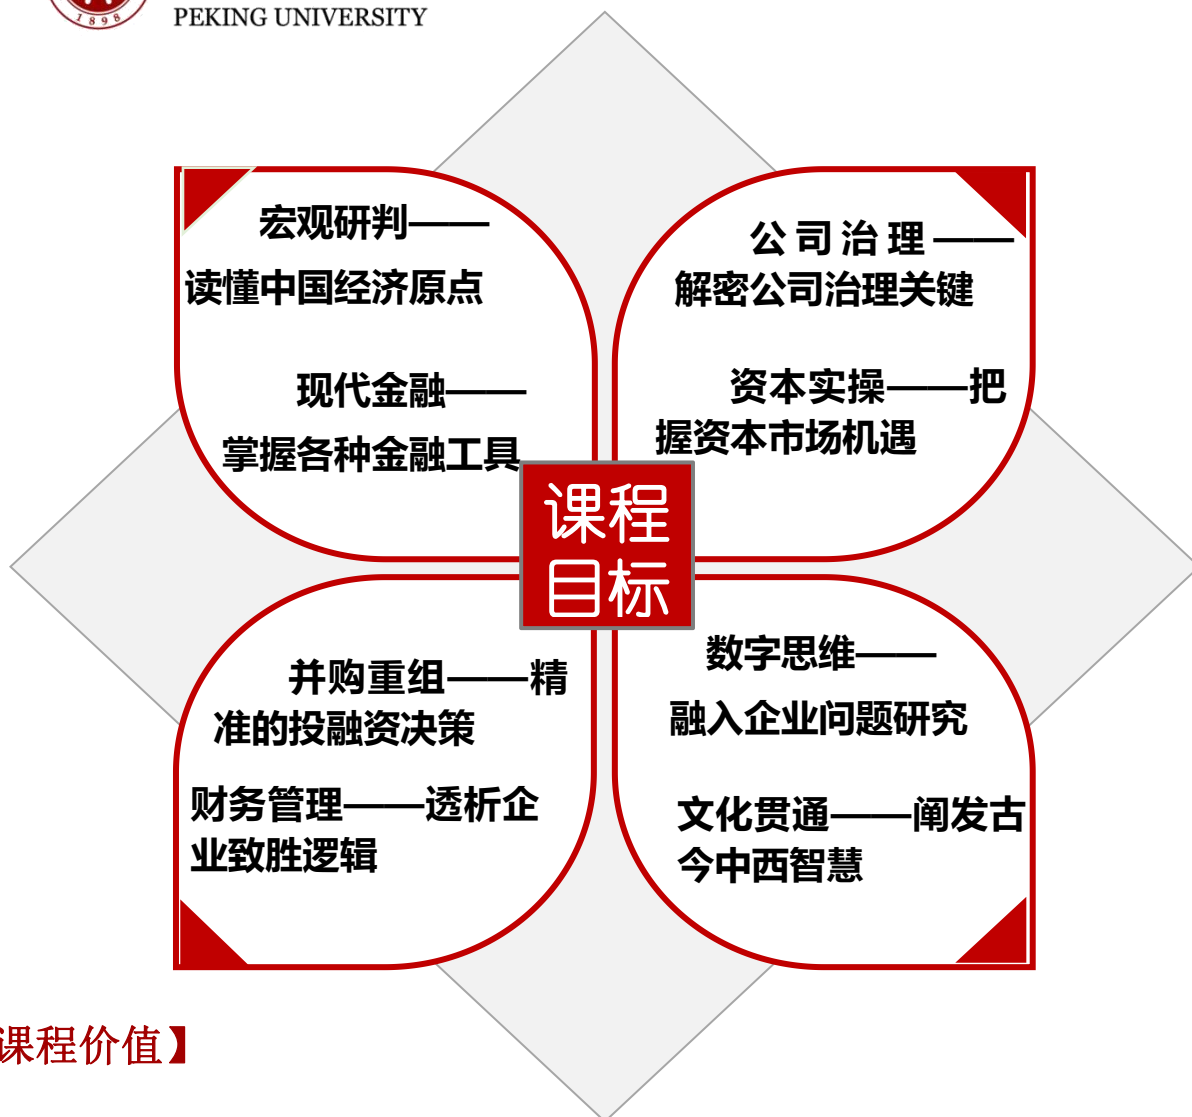 1898
PEKING UNIVERSITY
宏观研判——
读懂中国经济原点
现代金融——
掌握各种金融工具
公司治理——
解密公司治理关键
资本实操——把
握资本市场机遇
课程
目标
并购重组——精
准的投融资决策
财务管理——透析企
业致胜逻辑
数字思维——
融入企业问题研究
文化贯通——阐发古
今中西智慧
课程价值】